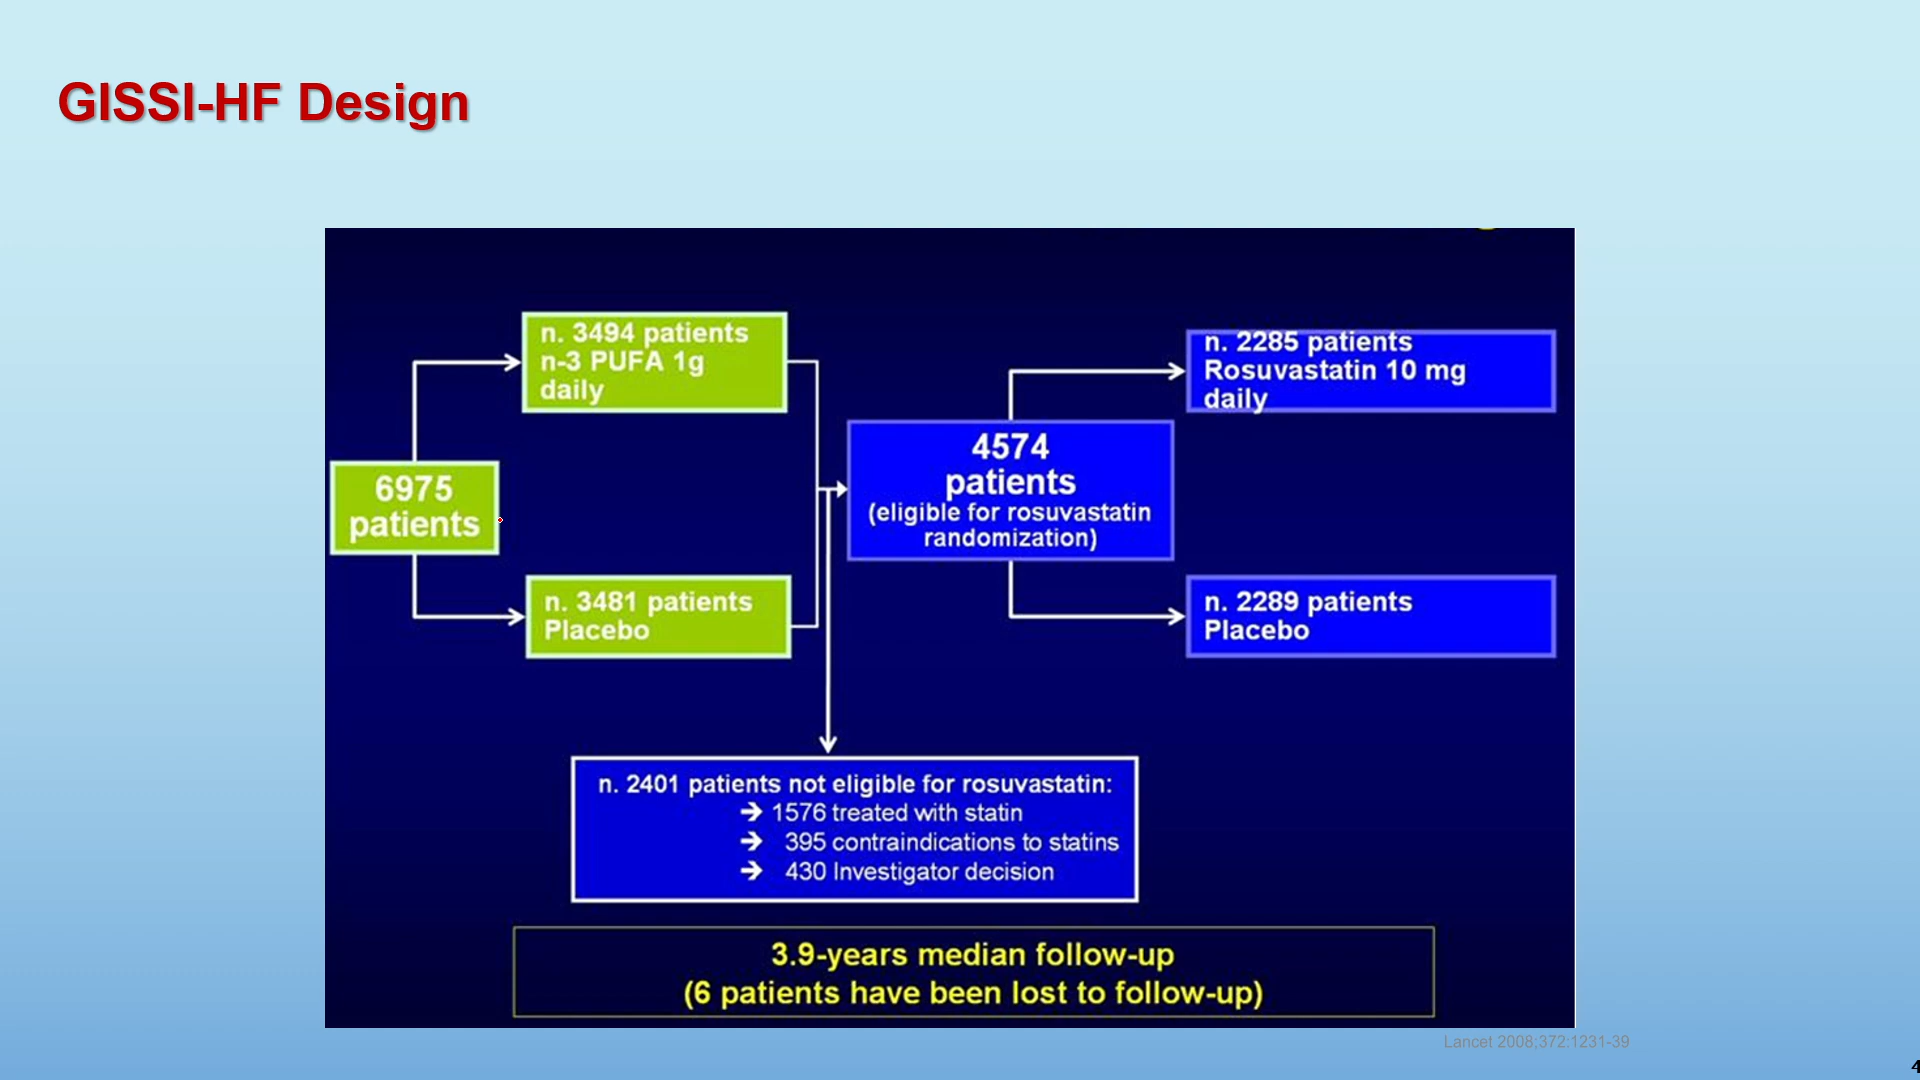 GISSI-HF Design
n. 3494 patients
n-3 PUFA 1g
daily
n. 2285 patients
Rosuvastatin 10 mg
daily
6975
patients
4574
patients
(eligible for rosuvastatin
randomization)
n. 3481 patients
Placebo
n. 2289 patients
Placebo
n. 2401 patients not eligible for rosuvastatin:
➔ 1576 treated with statin
➔ 395 contraindications to statins
➔ 430 Investigator decision
3.9-years median follow-up
(6 patients have been lost to follow-up)
Lancet 2008;372:1231-39
4